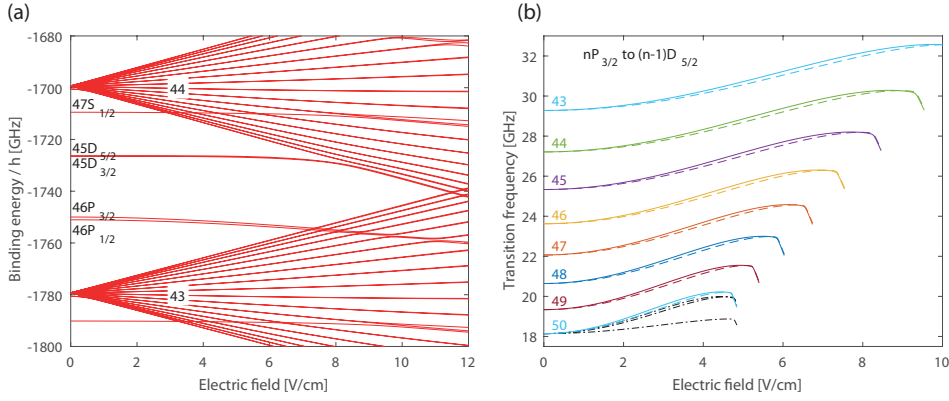 (a)
-1680
-1700
-1720
-1740
-1760
-1780
-1800
Binding energy / h [GHz]
44
47S 1/2
45D 5/2
45D 3/2
46P 3/2
46P 1/2
43
0 2 4 6 8 10 12
Electric field [V/cm]
(b)
nP 3/2 to (n-1)D 5/2
32
30
28
26
24
22
20
18
Transition frequency [GHz]
43
44
45
46
47
48
49
50
0 2 4 6 8 10
Electric field [V/cm]